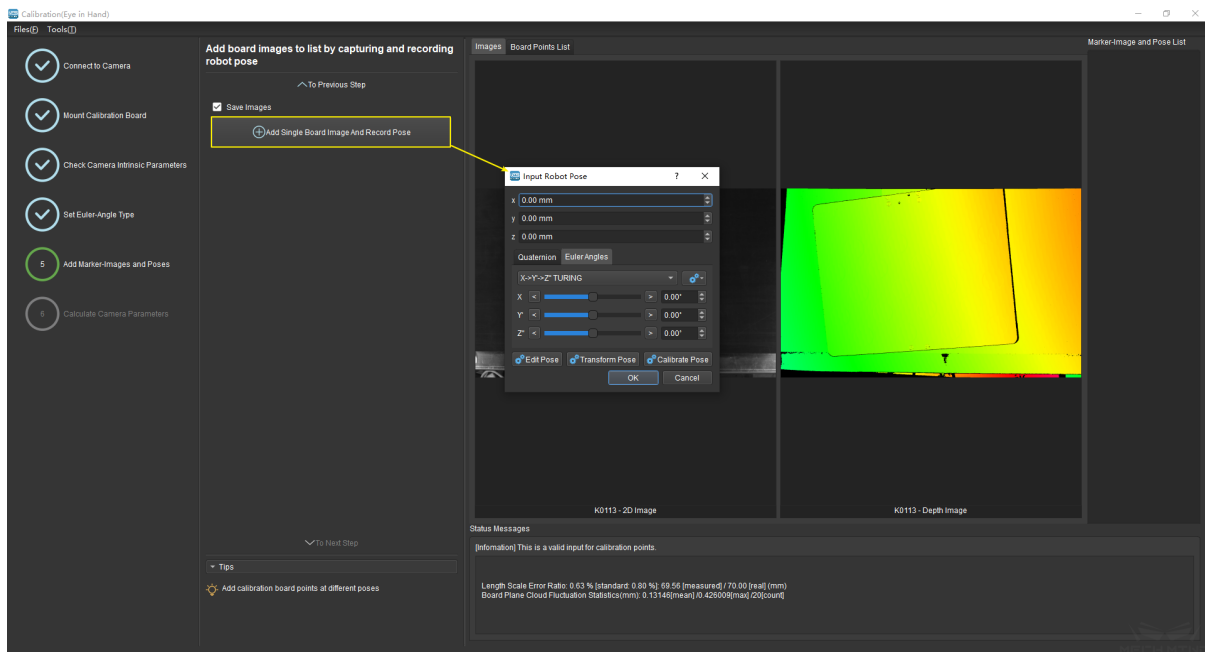 Calibration(Eye in Hand)
Files(F) Tools(T)
Connect to Camera
Mount Calibration Board
Check Camera Intrinsic Parameters
Set Euler-Angle Type
5 Add Marker-Images and Poses
6 Calculate Camera Parameters
Add board images to list by capturing and recording
robot pose
To Previous Step
Save Images
Add Single Board Image And Record Pose
To Next Step
Tips
Add calibration board points at different poses
Images Board Points List
Input Robot Pose ?
x 0.00 mm
y 0.00 mm
z 0.00 mm
Quaternion EulerAngles
X->Y'->Z'' TURING
X < > 0.00°
Y' < > 0.00°
Z'' < > 0.00°
Edit Pose Transform Pose Calibrate Pose
OK Cancel
K0113 - 2D Image
K0113 - Depth Image
Marker-Image and Pose List
Status Messages
[Infomation] This is a valid input for calibration points.
Length Scale Error Ratio: 0.63 % [standard: 0.80 %]: 69.56 [measured] / 70.00 [real] (mm)
Board Plane Cloud Fluctuation Statistics(mm): 0.13146[mean] /0.426009[max] /20[count]